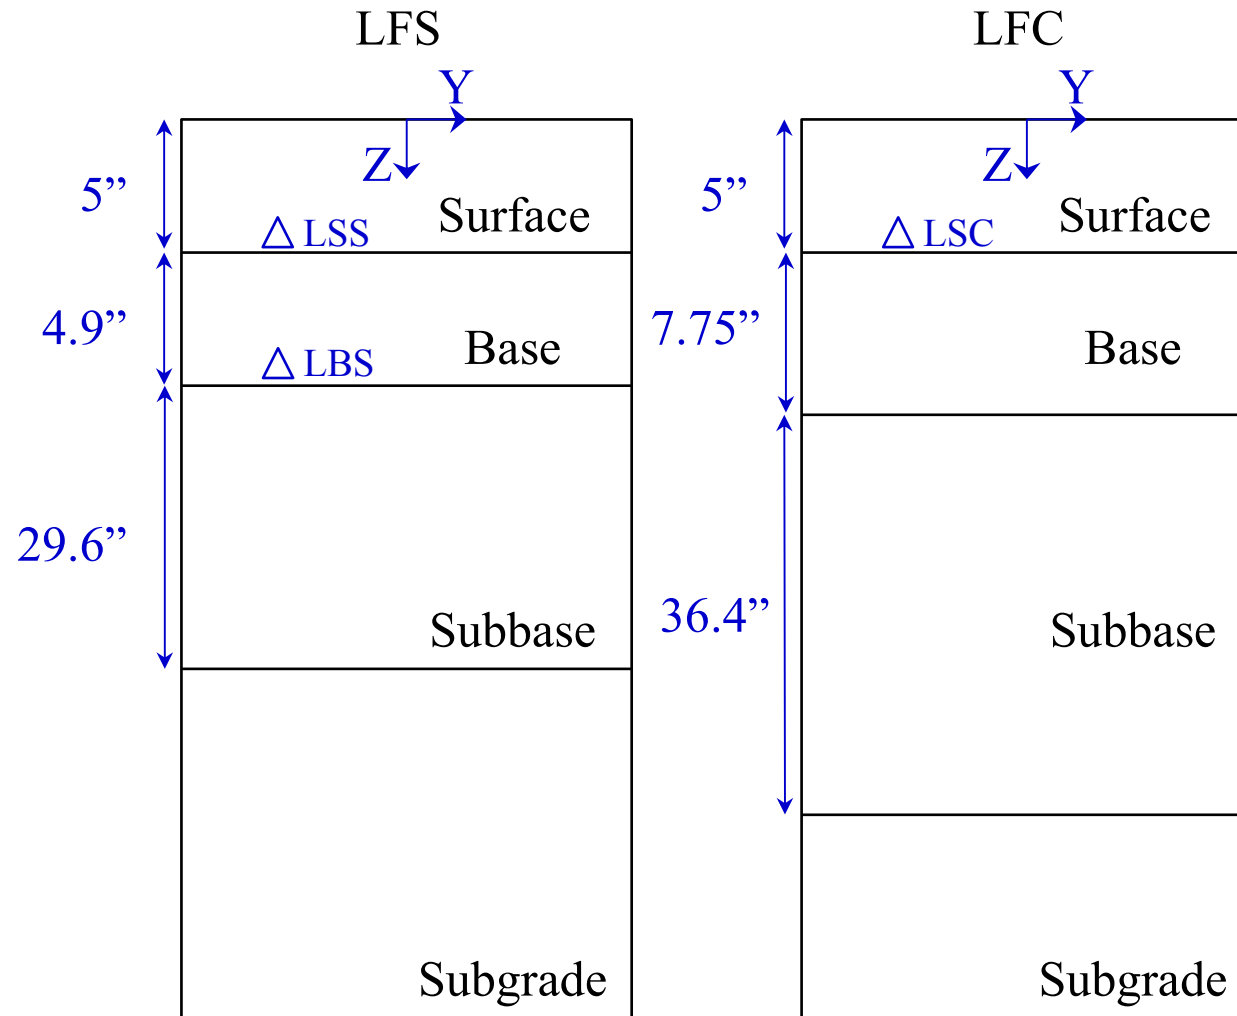 LFS
Y
Z
5”
Surface
△ LSS
4.9”
Base
△ LBS
29.6”
Subbase
Subgrade
LFC
Y
Z
5”
Surface
△ LSC
7.75”
Base
36.4”
Subbase
Subgrade